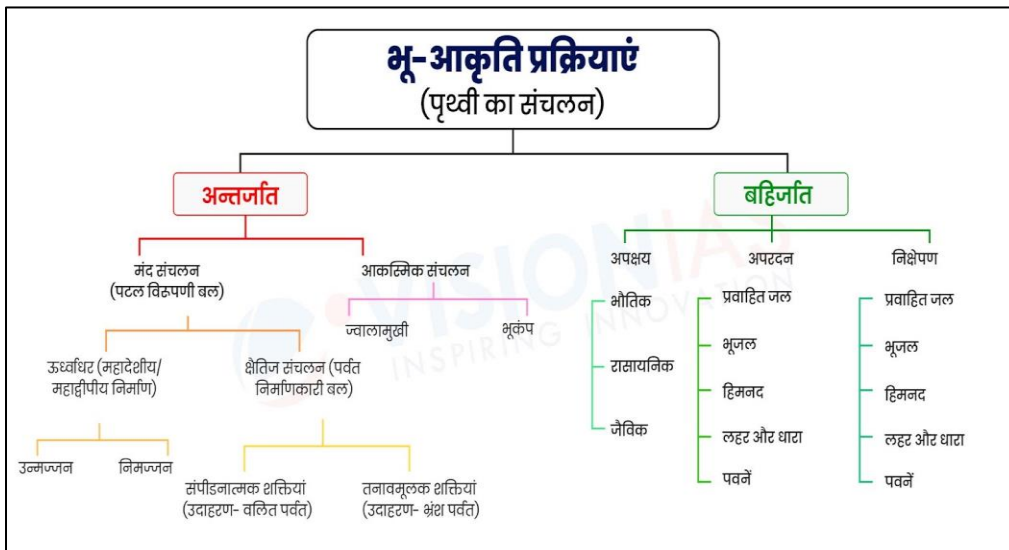 भू-आकृति प्रक्रियाएं
(पृथ्वी का संचलन)
अन्तर्जात
बहिर्जात
मंद संचलन
(पटल विरूपणी बल)
आकस्मिक संचलन
ज्वालामुखी
भूकंप
ऊर्ध्वाधर (महादेशीय/
महाद्वीपीय निर्माण)
क्षैतिज संचलन (पर्वत
निर्माणकारी बल)
उन्मज्जन
निमज्जन
संपीडनात्मक शक्तियां
(उदाहरण- वलित पर्वत)
तनावमूलक शक्तियां
(उदाहरण- भ्रंश पर्वत)
अपक्षय
भौतिक
रासायनिक
जैविक
अपरदन
प्रवाहित जल
भूजल
हिमनद
लहर और धारा
पवनें
निक्षेपण
प्रवाहित जल
भूजल
हिमनद
लहर और धारा
पवनें
VISIONIAS
INSPIRING INNOVATION